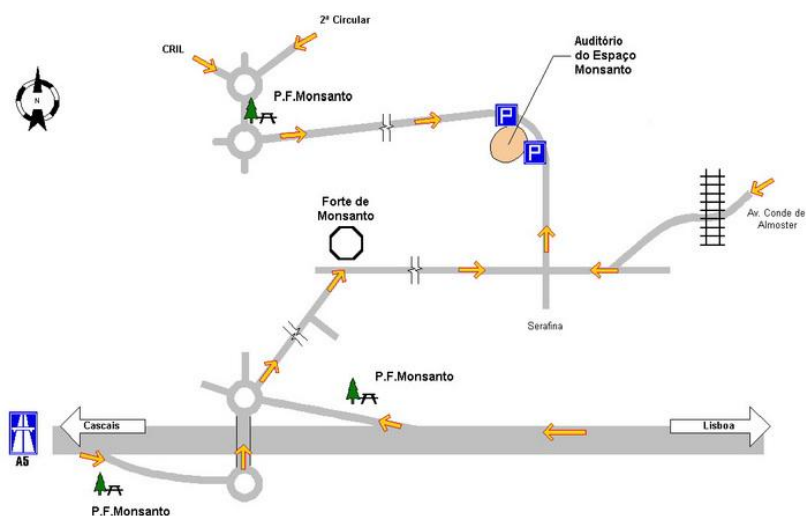 2ª Circular
CRIL
Auditório
do Espaço
Monsanto
N
P.F.Monsanto
P
P
Forte de
Monsanto
Av. Conde de
Almoster
Serafina
P.F.Monsanto
Cascais
Lisboa
A5
P.F.Monsanto